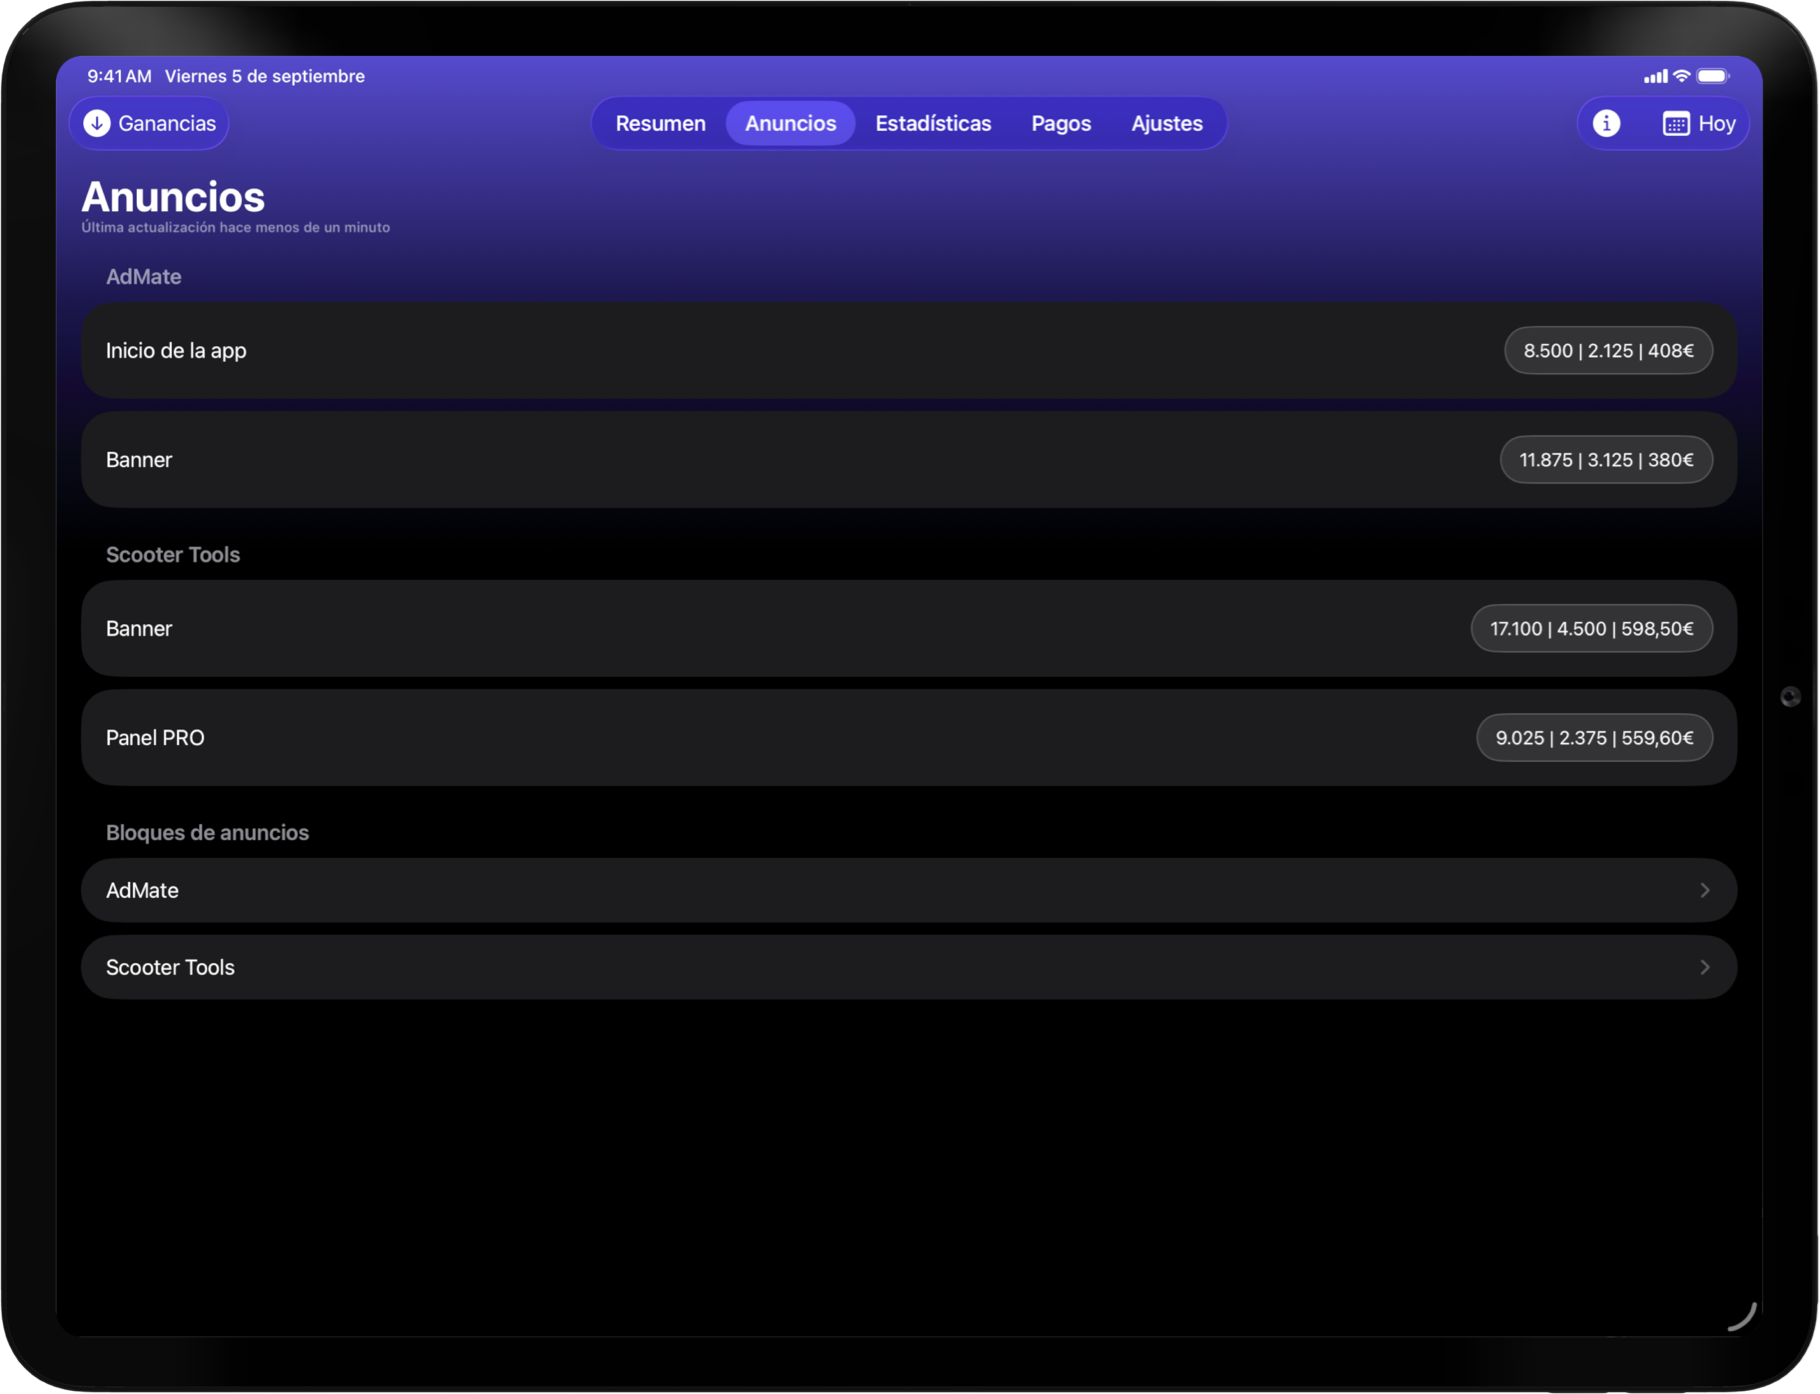 9:41 AM Viernes 5 de septiembre
Ganancias
Resumen Anuncios Estadísticas Pagos Ajustes
Hoy
Anuncios
Última actualización hace menos de un minuto
AdMate
Inicio de la app 8.500 | 2.125 | 408€
Banner 11.875 | 3.125 | 380€
Scooter Tools
Banner 17.100 | 4.500 | 598,50€
Panel PRO 9.025 | 2.375 | 559,60€
Bloques de anuncios
AdMate
Scooter Tools